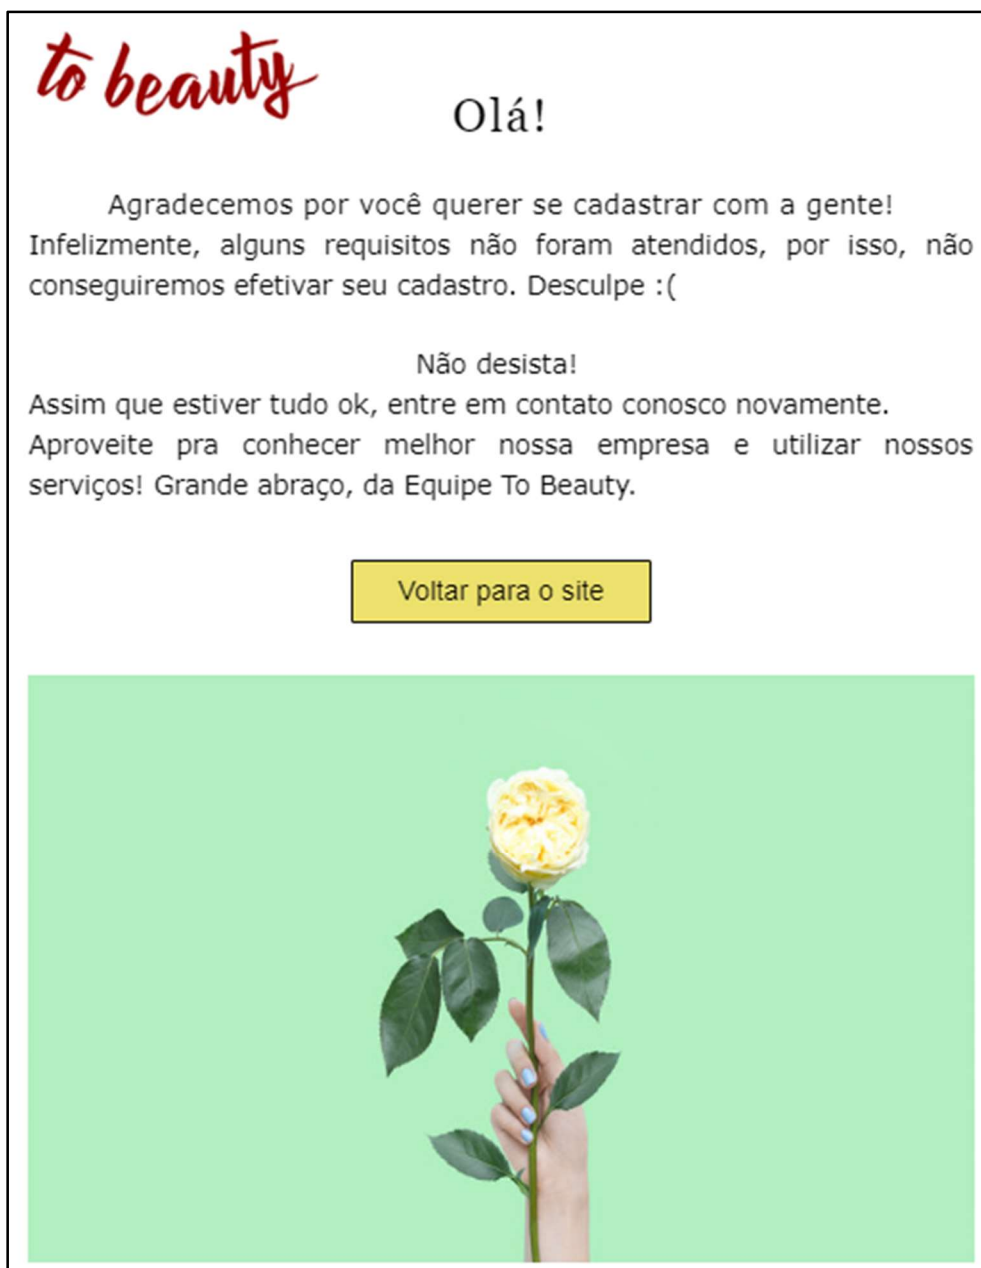 to beauty
Olá!
Agradecemos por você querer se cadastrar com a gente!
Infelizmente, alguns requisitos não foram atendidos, por isso, não
conseguiremos efetivar seu cadastro. Desculpe :(
Não desista!
Assim que estiver tudo ok, entre em contato conosco novamente.
Aproveite pra conhecer melhor nossa empresa e utilizar nossos
serviços! Grande abraço, da Equipe To Beauty.
Voltar para o site